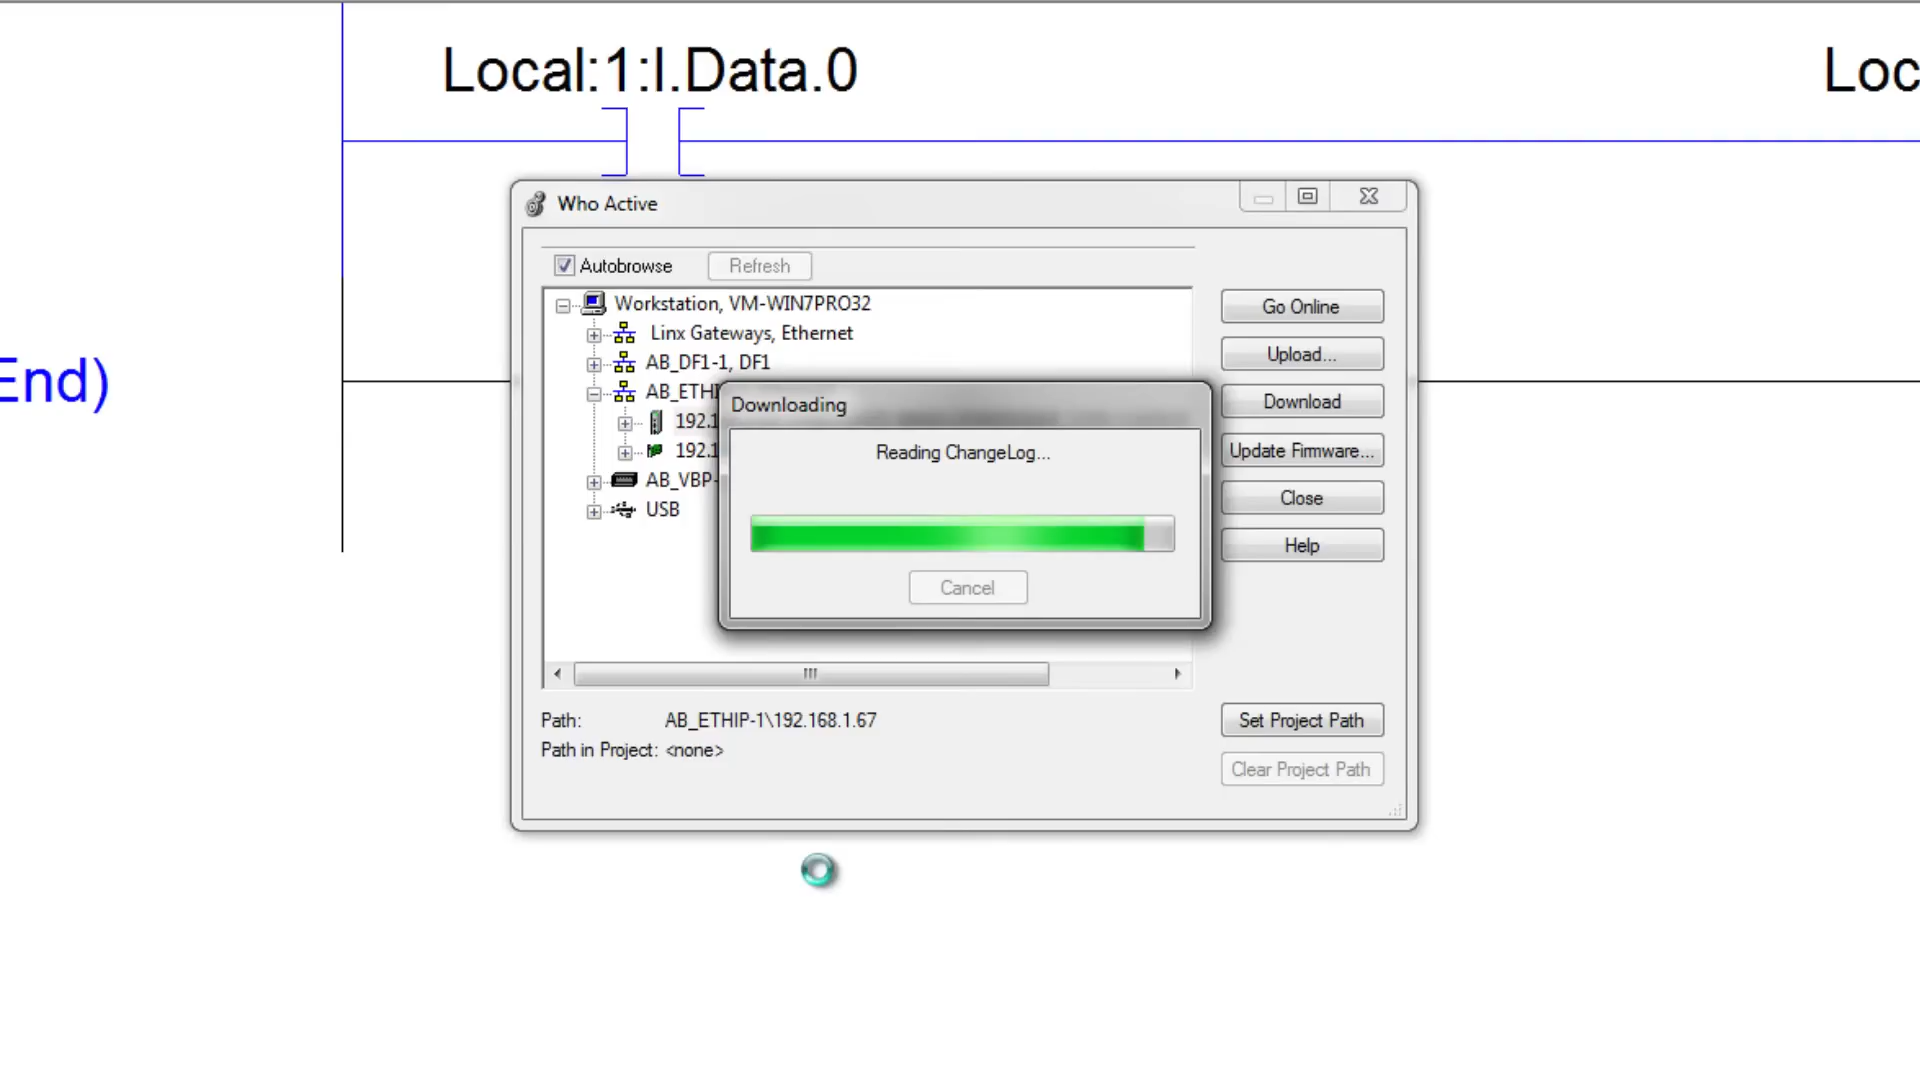 Local:1:I.Data.0
Loc
End)
Who Active
Autobrowse
Refresh
Workstation, VM-WIN7PRO32
Linx Gateways, Ethernet
AB_DF1-1, DF1
AB_ETHI
192.1
192.1
AB_VBP-
USB
Downloading
Reading ChangeLog...
Cancel
Go Online
Upload...
Download
Update Firmware...
Close
Help
Path: AB_ETHIP-1\192.168.1.67
Path in Project: <none>
Set Project Path
Clear Project Path